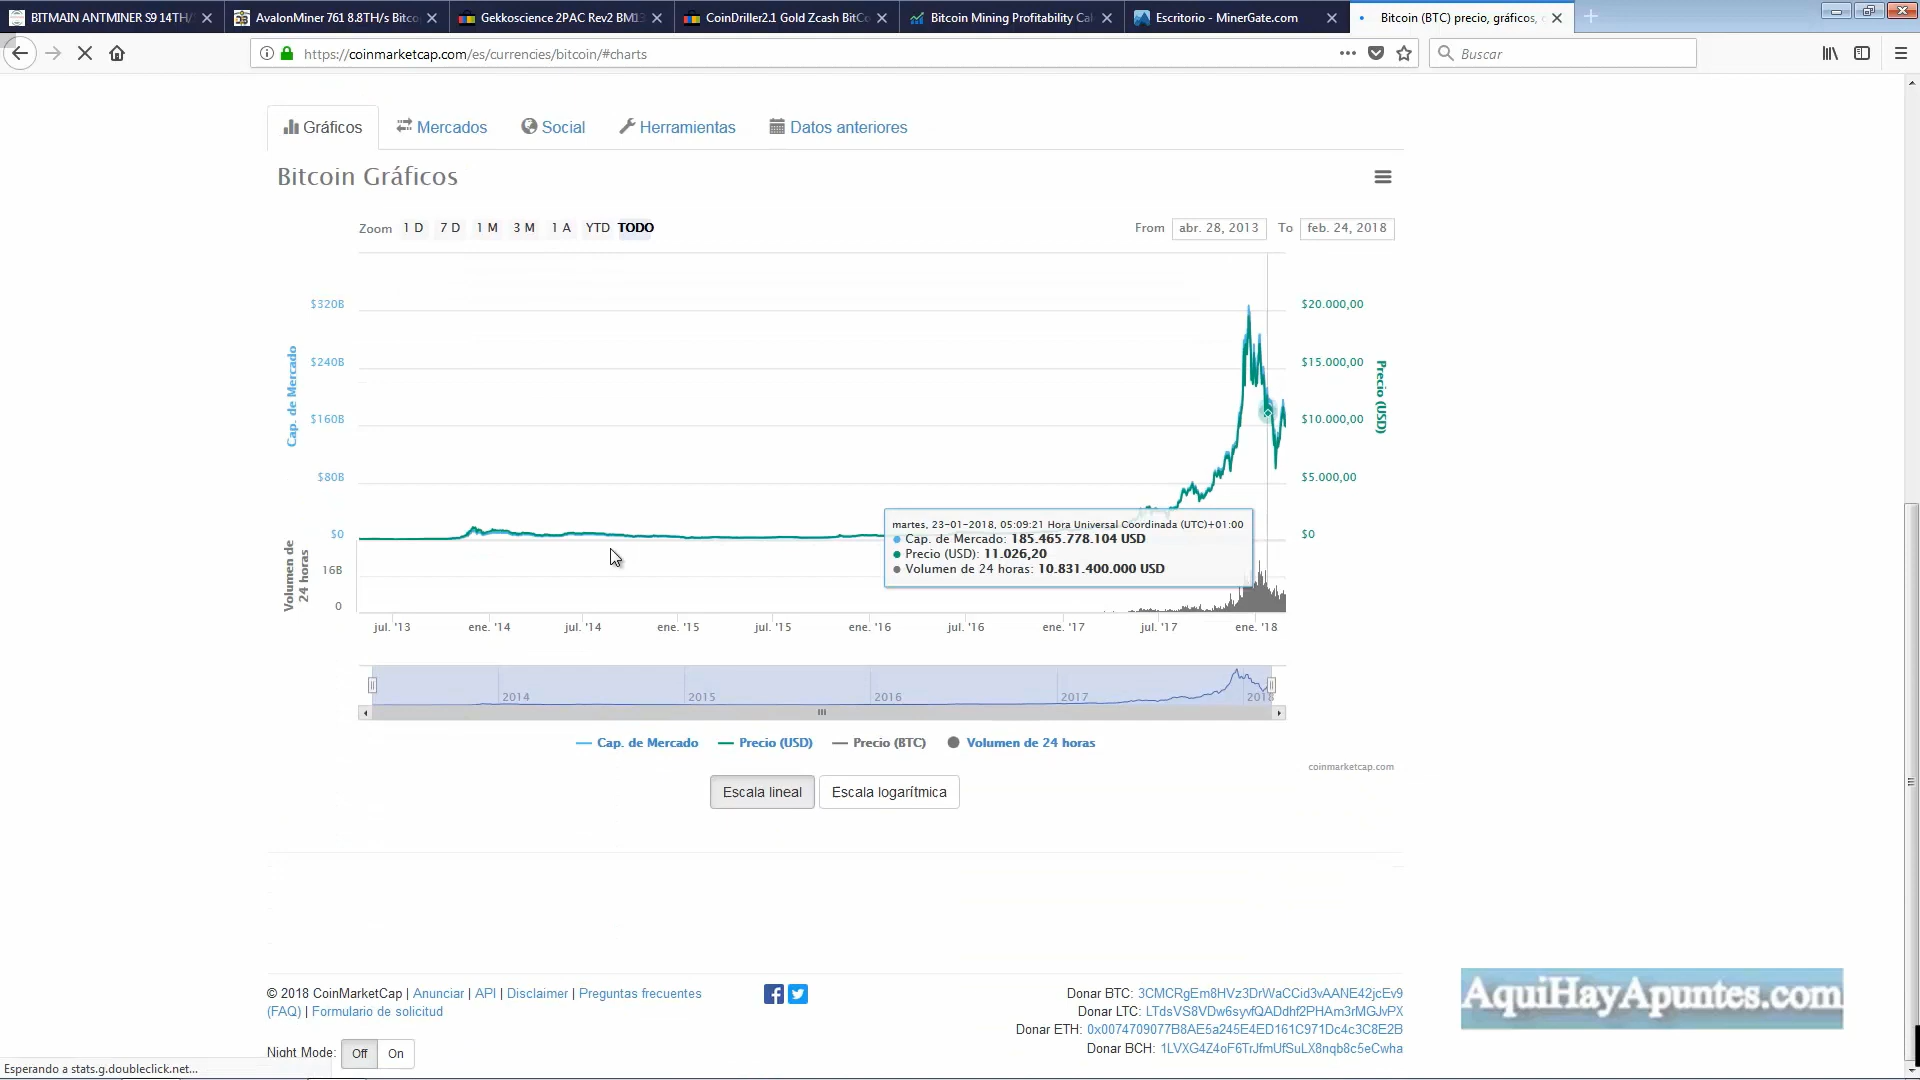 BITMAIN ANTMINER S9 14TH/
AvalonMiner 761 8.8TH/s Bitco
Gekkoscience 2PAC Rev2 BM13
CoinDriller2.1 Gold Zcash BitCo
Bitcoin Mining Profitability Cal
Escritorio - MinerGate.com
Bitcoin (BTC) precio, gráficos,
https://coinmarketcap.com/es/currencies/bitcoin/#charts
Buscar
Gráficos
Mercados
Social
Herramientas
Datos anteriores
Bitcoin Gráficos
Zoom 1 D 7 D 1 M 3 M 1 A YTD TODO
From abr. 28, 2013 To feb. 24, 2018
$320B
$240B
$160B
$80B
$0
Cap. de Mercado
16B
0
Volumen de
24 horas
$20.000,00
$15.000,00
$10.000,00
$5.000,00
$0
Precio (USD)
martes, 23-01-2018, 05:09:21 Hora Universal Coordinada (UTC)+01:00
Cap. de Mercado: 185.465.778.104 USD
Precio (USD): 11.026,20
Volumen de 24 horas: 10.831.400.000 USD
jul. '13 ene. '14 jul. '14 ene. '15 jul. '15 ene. '16 jul. '16 ene. '17 jul. '17 ene. '18
2014 2015 2016 2017 2018
Cap. de Mercado Precio (USD) Precio (BTC) Volumen de 24 horas
coinmarketcap.com
Escala lineal Escala logarítmica
© 2018 CoinMarketCap | Anunciar | API | Disclaimer | Preguntas frecuentes
(FAQ) | Formulario de solicitud
Donar BTC: 3CMCRgEm8HVz3DrWaCCid3vAANE42jcEv9
Donar LTC: LTdsVS8VDw6syvfQADdhf2PHAm3rMGJvPX
Donar ETH: 0x0074709077B8AE5a245E4ED161C971Dc4c3C8E2B
Donar BCH: 1LVXG4Z4oF6TrJfmUfSuLX8nqb8c5eCwha
Night Mode: Off On
Esperando a stats.g.doubleclick.net...
AquiHayApuntes.com